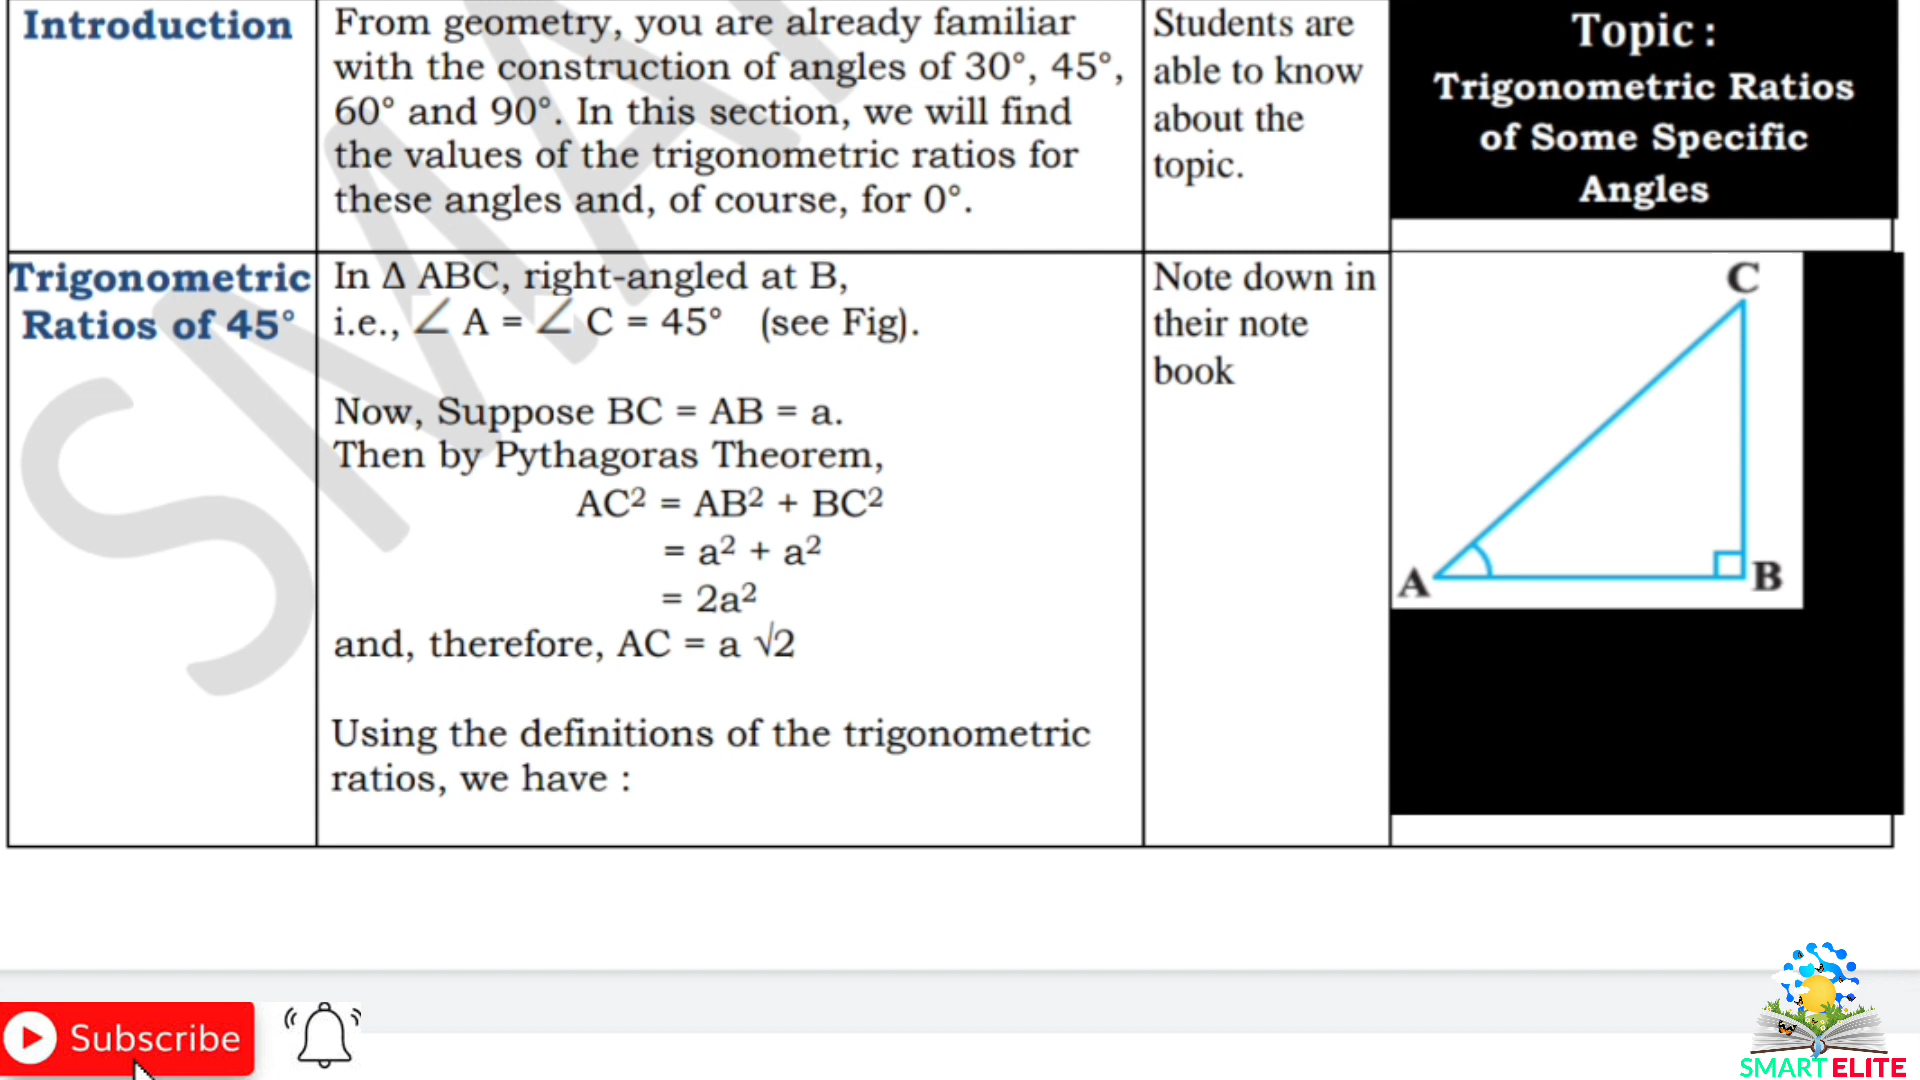 Introduction
From geometry, you are already familiar
with the construction of angles of 30°, 45°,
60° and 90°. In this section, we will find
the values of the trigonometric ratios for
these angles and, of course, for 0°.
Students are
able to know
about the
topic.
Topic :
Trigonometric Ratios
of Some Specific
Angles
Trigonometric
Ratios of 45°
In Δ ABC, right-angled at B,
i.e., ∠ A = ∠ C = 45° (see Fig).
Now, Suppose BC = AB = a.
Then by Pythagoras Theorem,
AC² = AB² + BC²
= a² + a²
= 2a²
and, therefore, AC = a √2
Using the definitions of the trigonometric
ratios, we have :
Note down in
their note
book
C
A
B
SMA
Subscribe
SMART ELITE